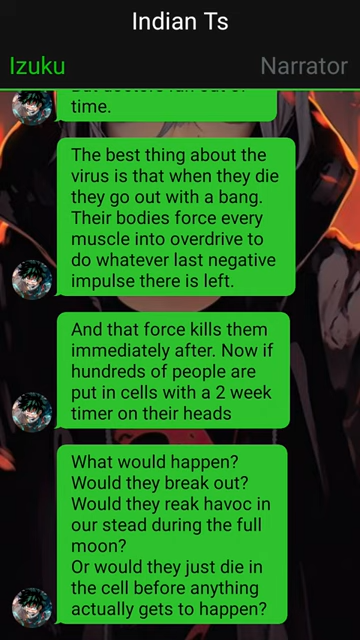 Indian Ts
Izuku
Narrator
time.
The best thing about the
virus is that when they die
they go out with a bang.
Their bodies force every
muscle into overdrive to
do whatever last negative
impulse there is left.
And that force kills them
immediately after. Now if
hundreds of people are
put in cells with a 2 week
timer on their heads
What would happen?
Would they break out?
Would they reak havoc in
our stead during the full
moon?
Or would they just die in
the cell before anything
actually gets to happen?